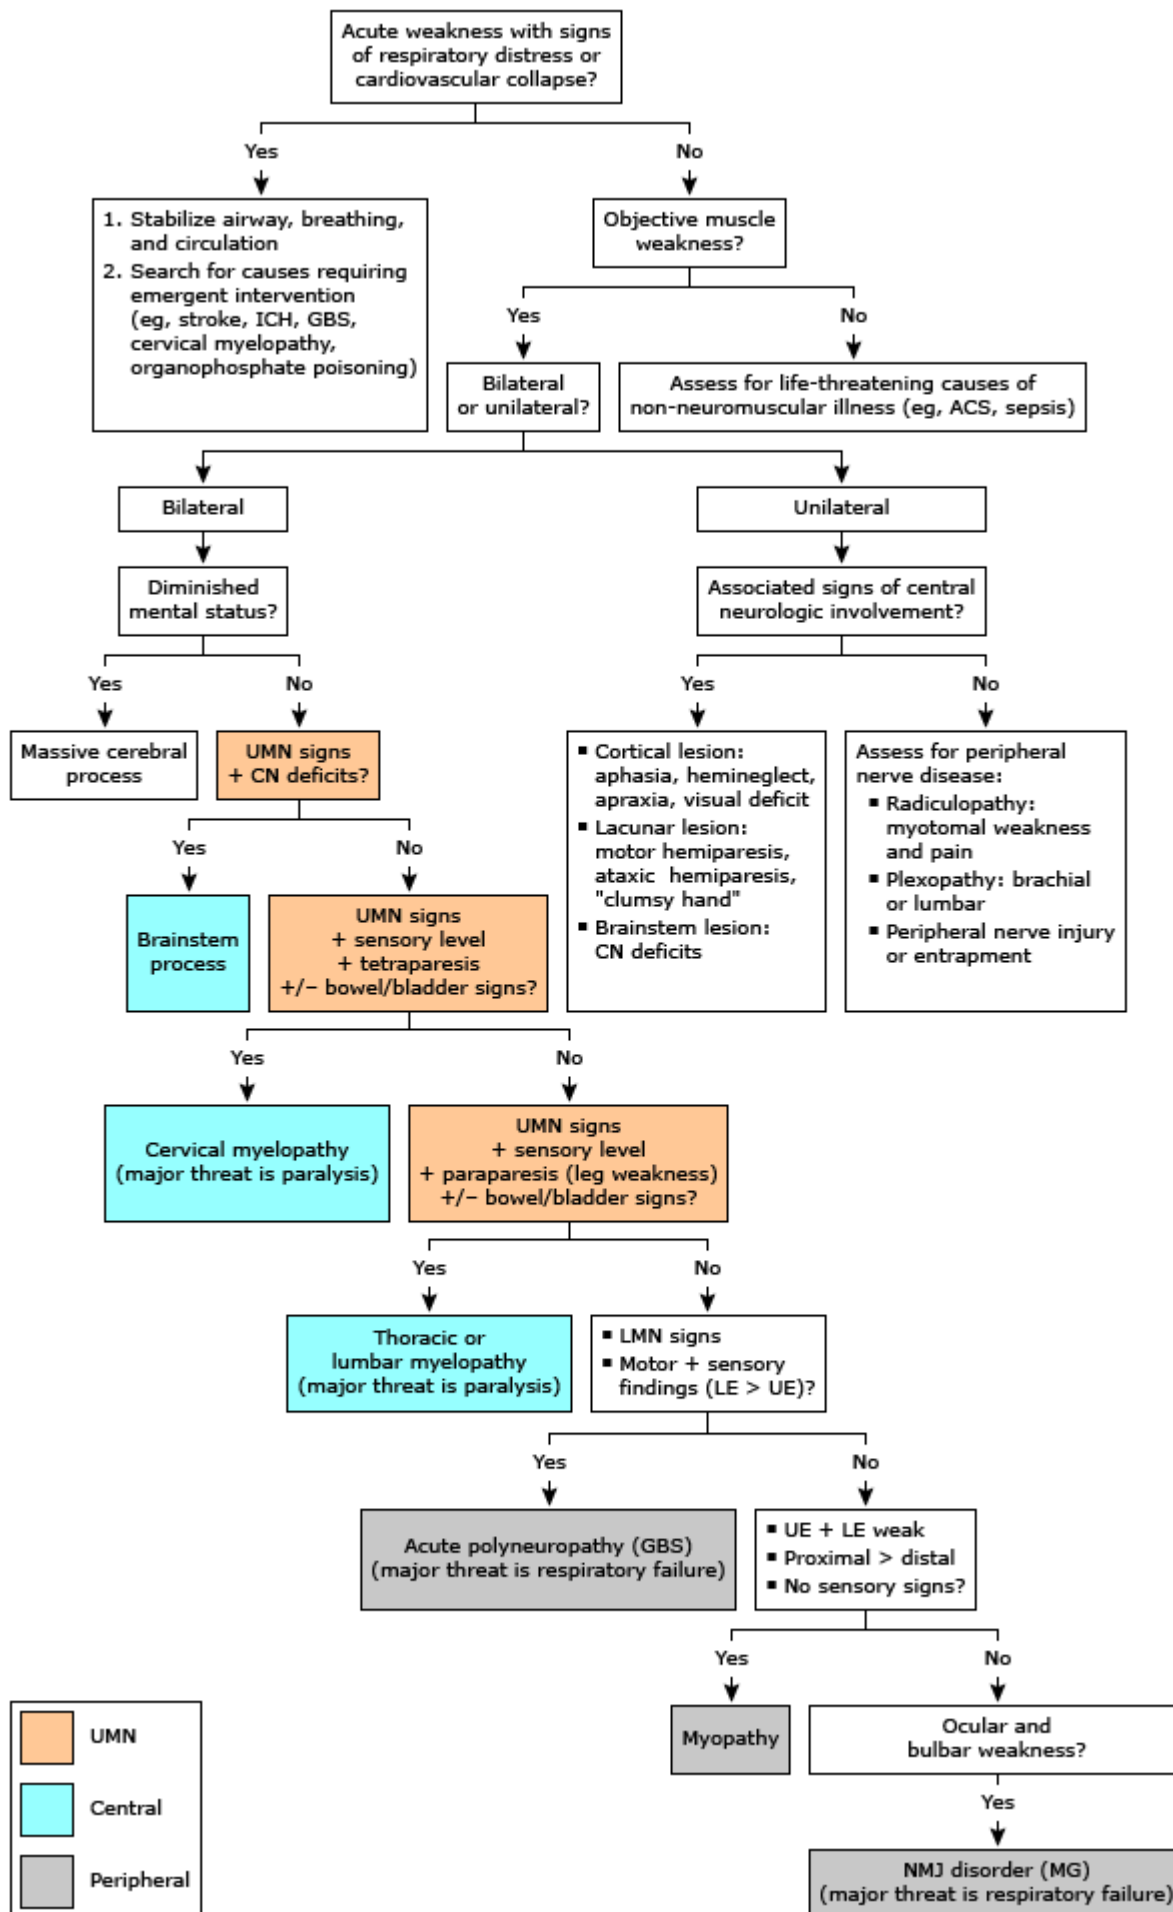 Acute weakness with signs
of respiratory distress or
cardiovascular collapse?
Yes
No
1. Stabilize airway, breathing,
and circulation
2. Search for causes requiring
emergent intervention
(eg, stroke, ICH, GBS,
cervical myelopathy,
organophosphate poisoning)
Objective muscle
weakness?
Yes
No
Bilateral
or unilateral?
Assess for life-threatening causes of
non-neuromuscular illness (eg, ACS, sepsis)
Bilateral
Unilateral
Diminished
mental status?
Associated signs of central
neurologic involvement?
Yes
No
Yes
No
Massive cerebral
process
UMN signs
+ CN deficits?
▪ Cortical lesion:
aphasia, hemineglect,
apraxia, visual deficit
▪ Lacunar lesion:
motor hemiparesis,
ataxic hemiparesis,
"clumsy hand"
▪ Brainstem lesion:
CN deficits
Assess for peripheral
nerve disease:
▪ Radiculopathy:
myotomal weakness
and pain
▪ Plexopathy: brachial
or lumbar
▪ Peripheral nerve injury
or entrapment
Yes
No
Brainstem
process
UMN signs
+ sensory level
+ tetraparesis
+/− bowel/bladder signs?
Yes
No
Cervical myelopathy
(major threat is paralysis)
UMN signs
+ sensory level
+ paraparesis (leg weakness)
+/− bowel/bladder signs?
Yes
No
Thoracic or
lumbar myelopathy
(major threat is paralysis)
▪ LMN signs
▪ Motor + sensory
findings (LE > UE)?
Yes
No
Acute polyneuropathy (GBS)
(major threat is respiratory failure)
▪ UE + LE weak
▪ Proximal > distal
▪ No sensory signs?
Yes
No
Myopathy
Ocular and
bulbar weakness?
Yes
NMJ disorder (MG)
(major threat is respiratory failure)
UMN
Central
Peripheral